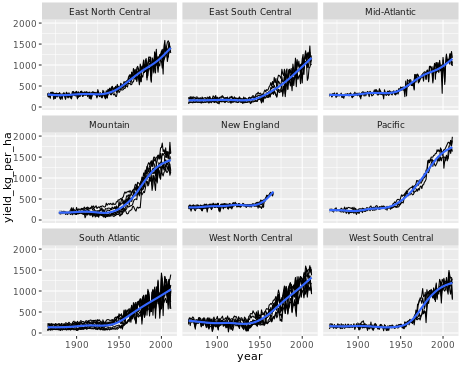 East North Central East South Central Mid-Atlantic
2000
1500
1000
500
0
Mountain New England Pacific
2000
1500
1000
500
0
South Atlantic West North Central West South Central
2000
1500
1000
500
0
1900 1950 2000 1900 1950 2000 1900 1950 2000
year
yield_kg_per_ha